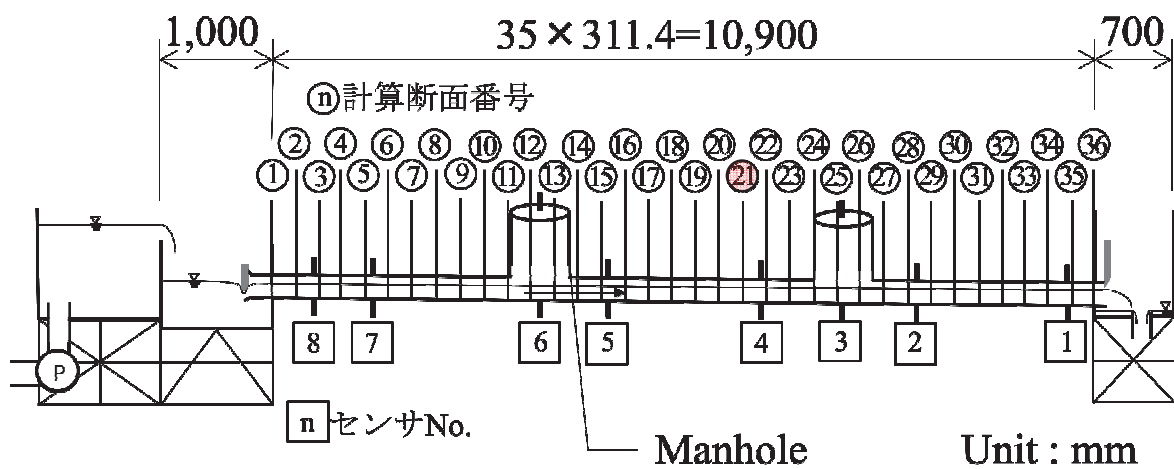 1,000 35×311.4=10,900 700
ⓝ計算断面番号
② ④ ⑥ ⑧ ⑩ ⑫ ⑭ ⑯ ⑱ ⑳ ㉒ ㉔ ㉖ ㉘ ㉚ ㉜ ㉞ ㊱
① ③ ⑤ ⑦ ⑨ ⑪ ⑬ ⑮ ⑰ ⑲ ㉑ ㉓ ㉕ ㉗ ㉙ ㉛ ㉝ ㉟
8 7 6 5 4 3 2 1
P
n センサNo.
Manhole Unit : mm